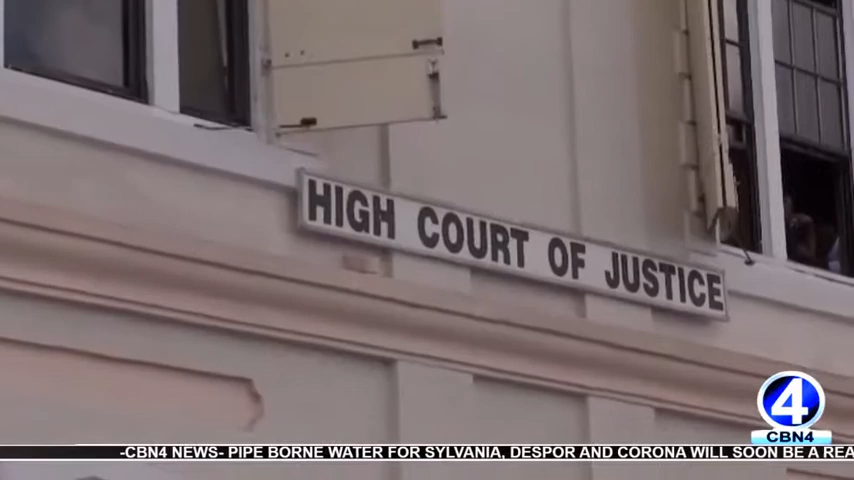 HIGH COURT OF JUSTICE
4
CBN4
-CBN4 NEWS- PIPE BORNE WATER FOR SYLVANIA, DESPOR AND CORONA WILL SOON BE A REA